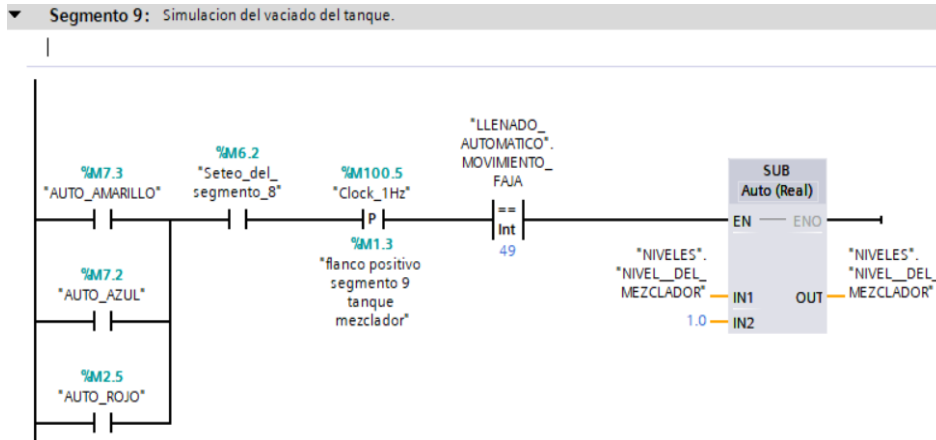 Segmento 9: Simulacion del vaciado del tanque.
"LLENADO_
AUTOMATICO".
MOVIMIENTO_
FAJA
%M7.3
"AUTO_AMARILLO"
%M6.2
"Seteo_del_
segmento_8"
%M100.5
"Clock_1Hz"
P
%M1.3
"flanco positivo
segmento 9
tanque
mezclador"
==
Int
49
SUB
Auto (Real)
EN
ENO
"NIVELES".
"NIVEL__DEL_
MEZCLADOR"
IN1
1.0
IN2
OUT
"NIVELES".
"NIVEL__DEL_
MEZCLADOR"
%M7.2
"AUTO_AZUL"
%M2.5
"AUTO_ROJO"